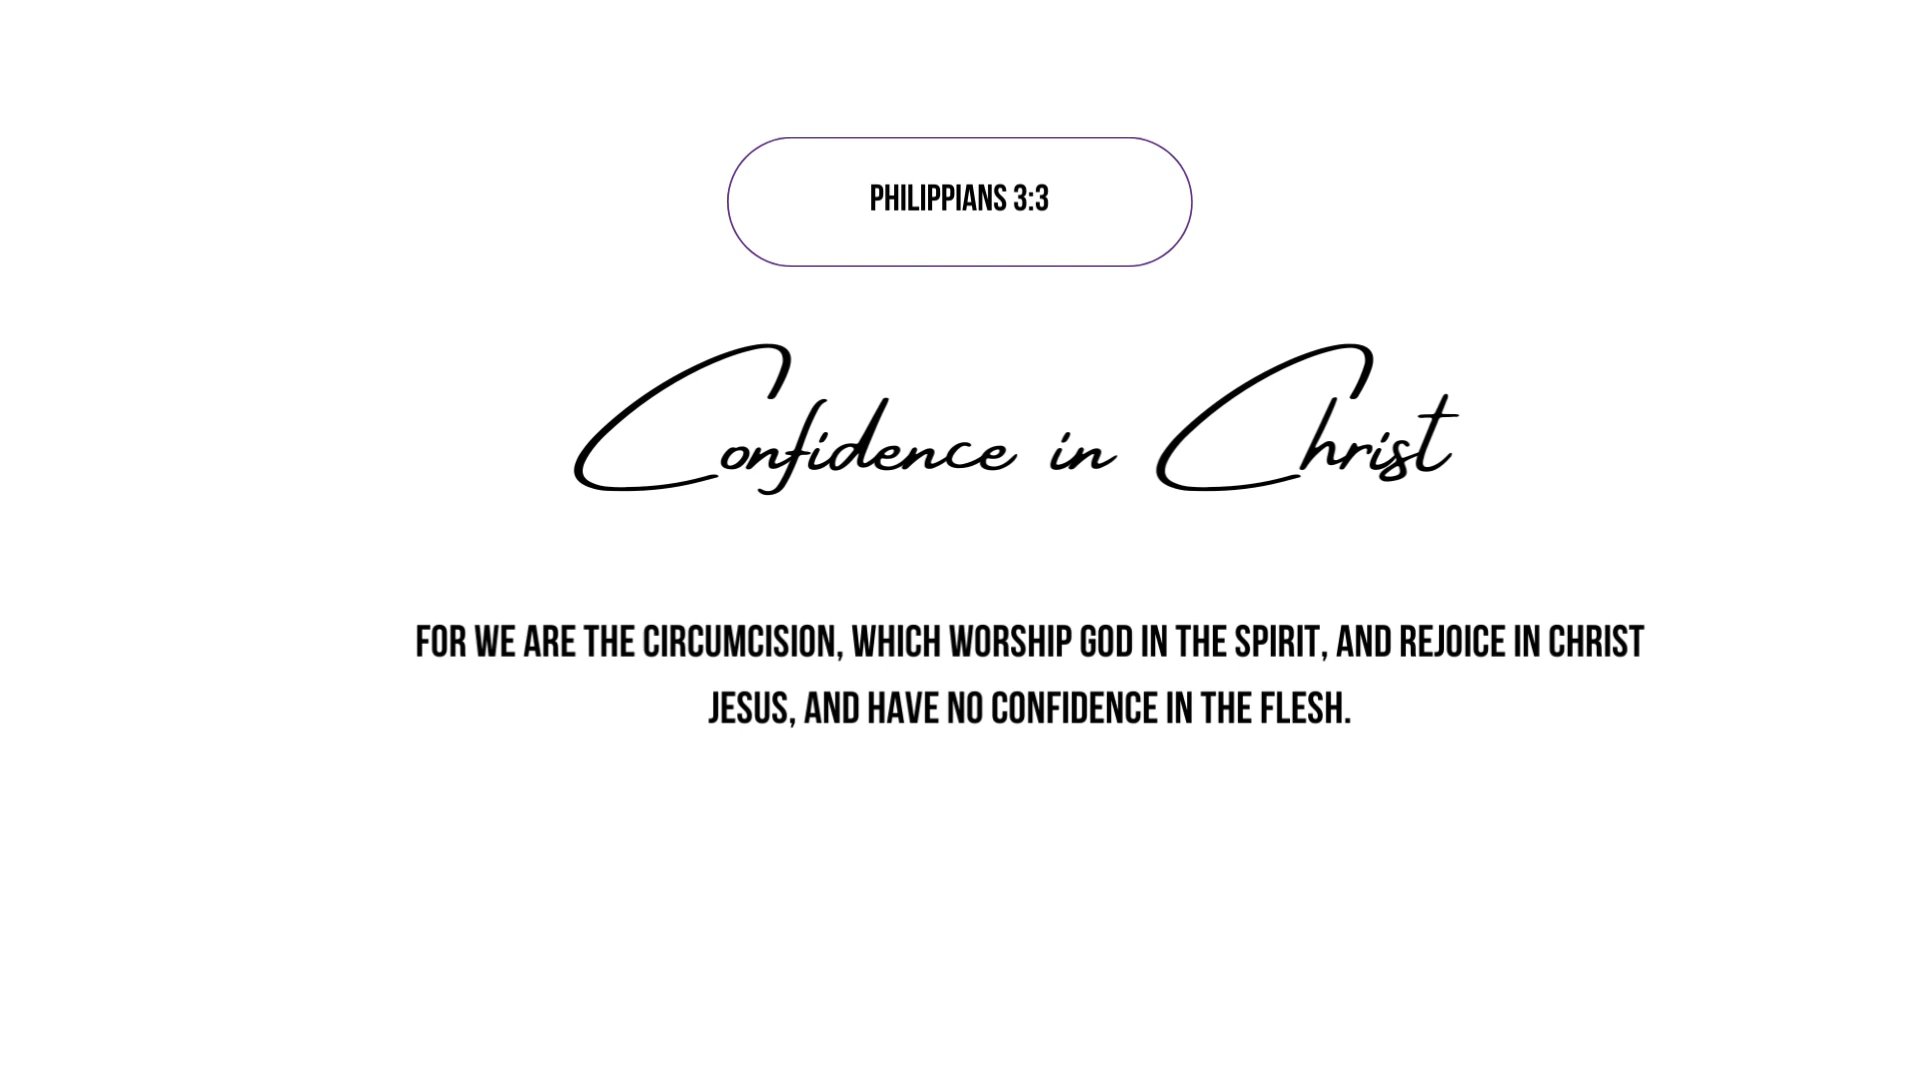 PHILIPPIANS 3:3
Confidence in Christ
FOR WE ARE THE CIRCUMCISION, WHICH WORSHIP GOD IN THE SPIRIT, AND REJOICE IN CHRIST
JESUS, AND HAVE NO CONFIDENCE IN THE FLESH.